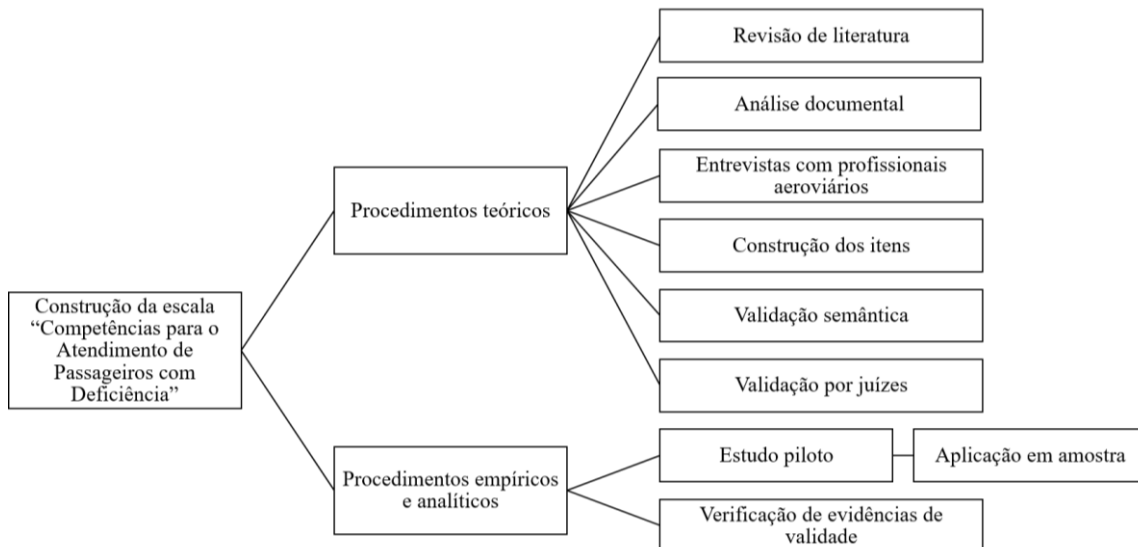 Construção da escala
“Competências para o
Atendimento de
Passageiros com
Deficiência”
Procedimentos teóricos
Revisão de literatura
Análise documental
Entrevistas com profissionais
aeroviários
Construção dos itens
Validação semântica
Validação por juízes
Procedimentos empíricos
e analíticos
Estudo piloto
Aplicação em amostra
Verificação de evidências de
validade